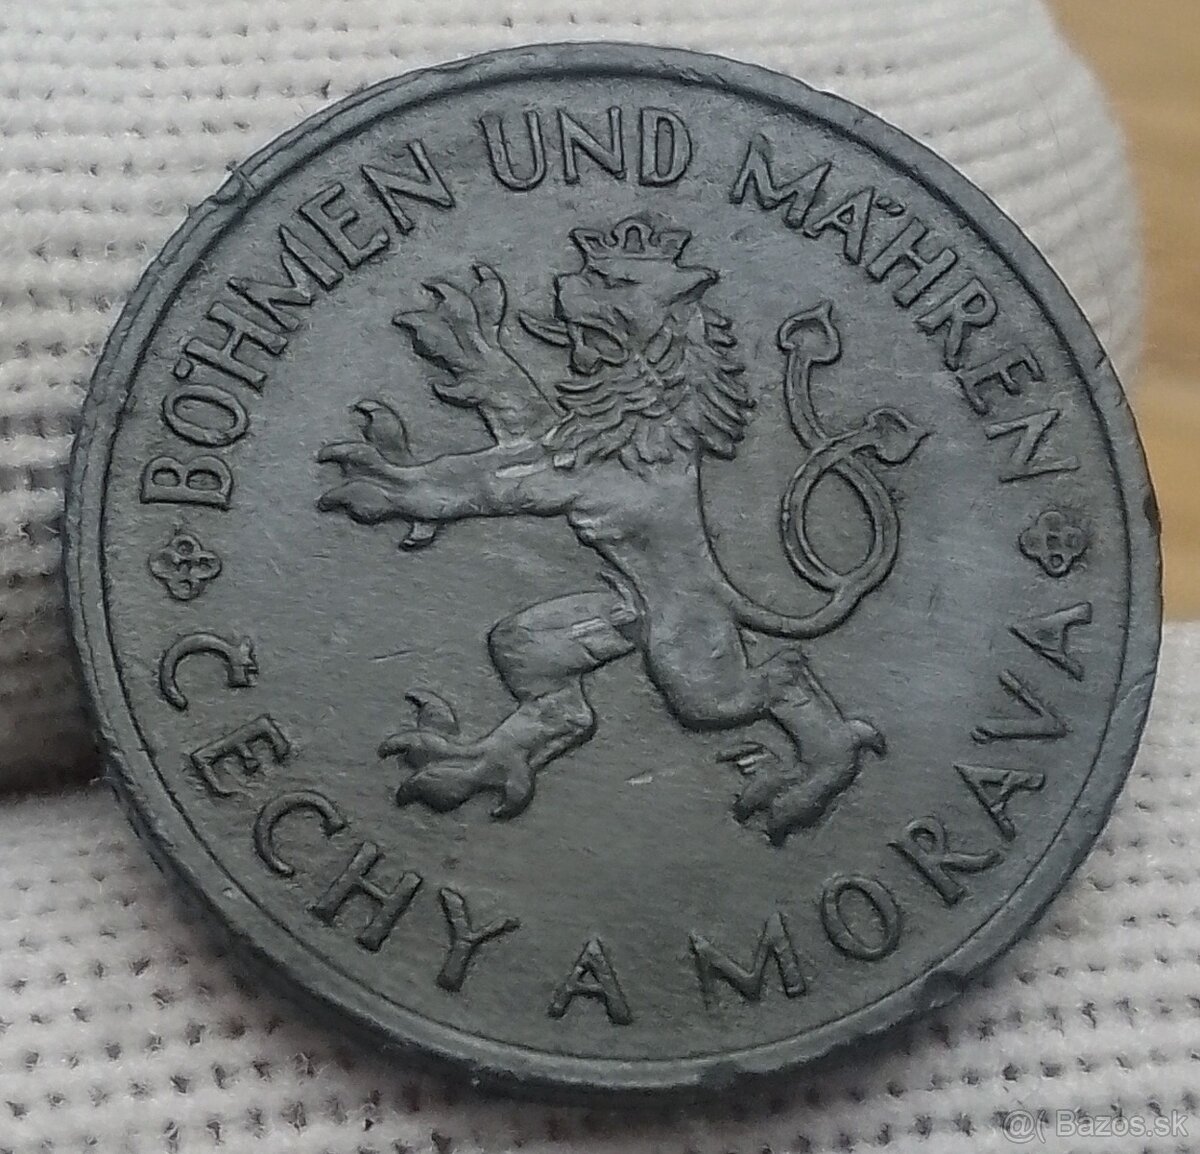 BÖHMEN UND MÄHREN
ČECHY A MORAVA
@( Bazos.sk